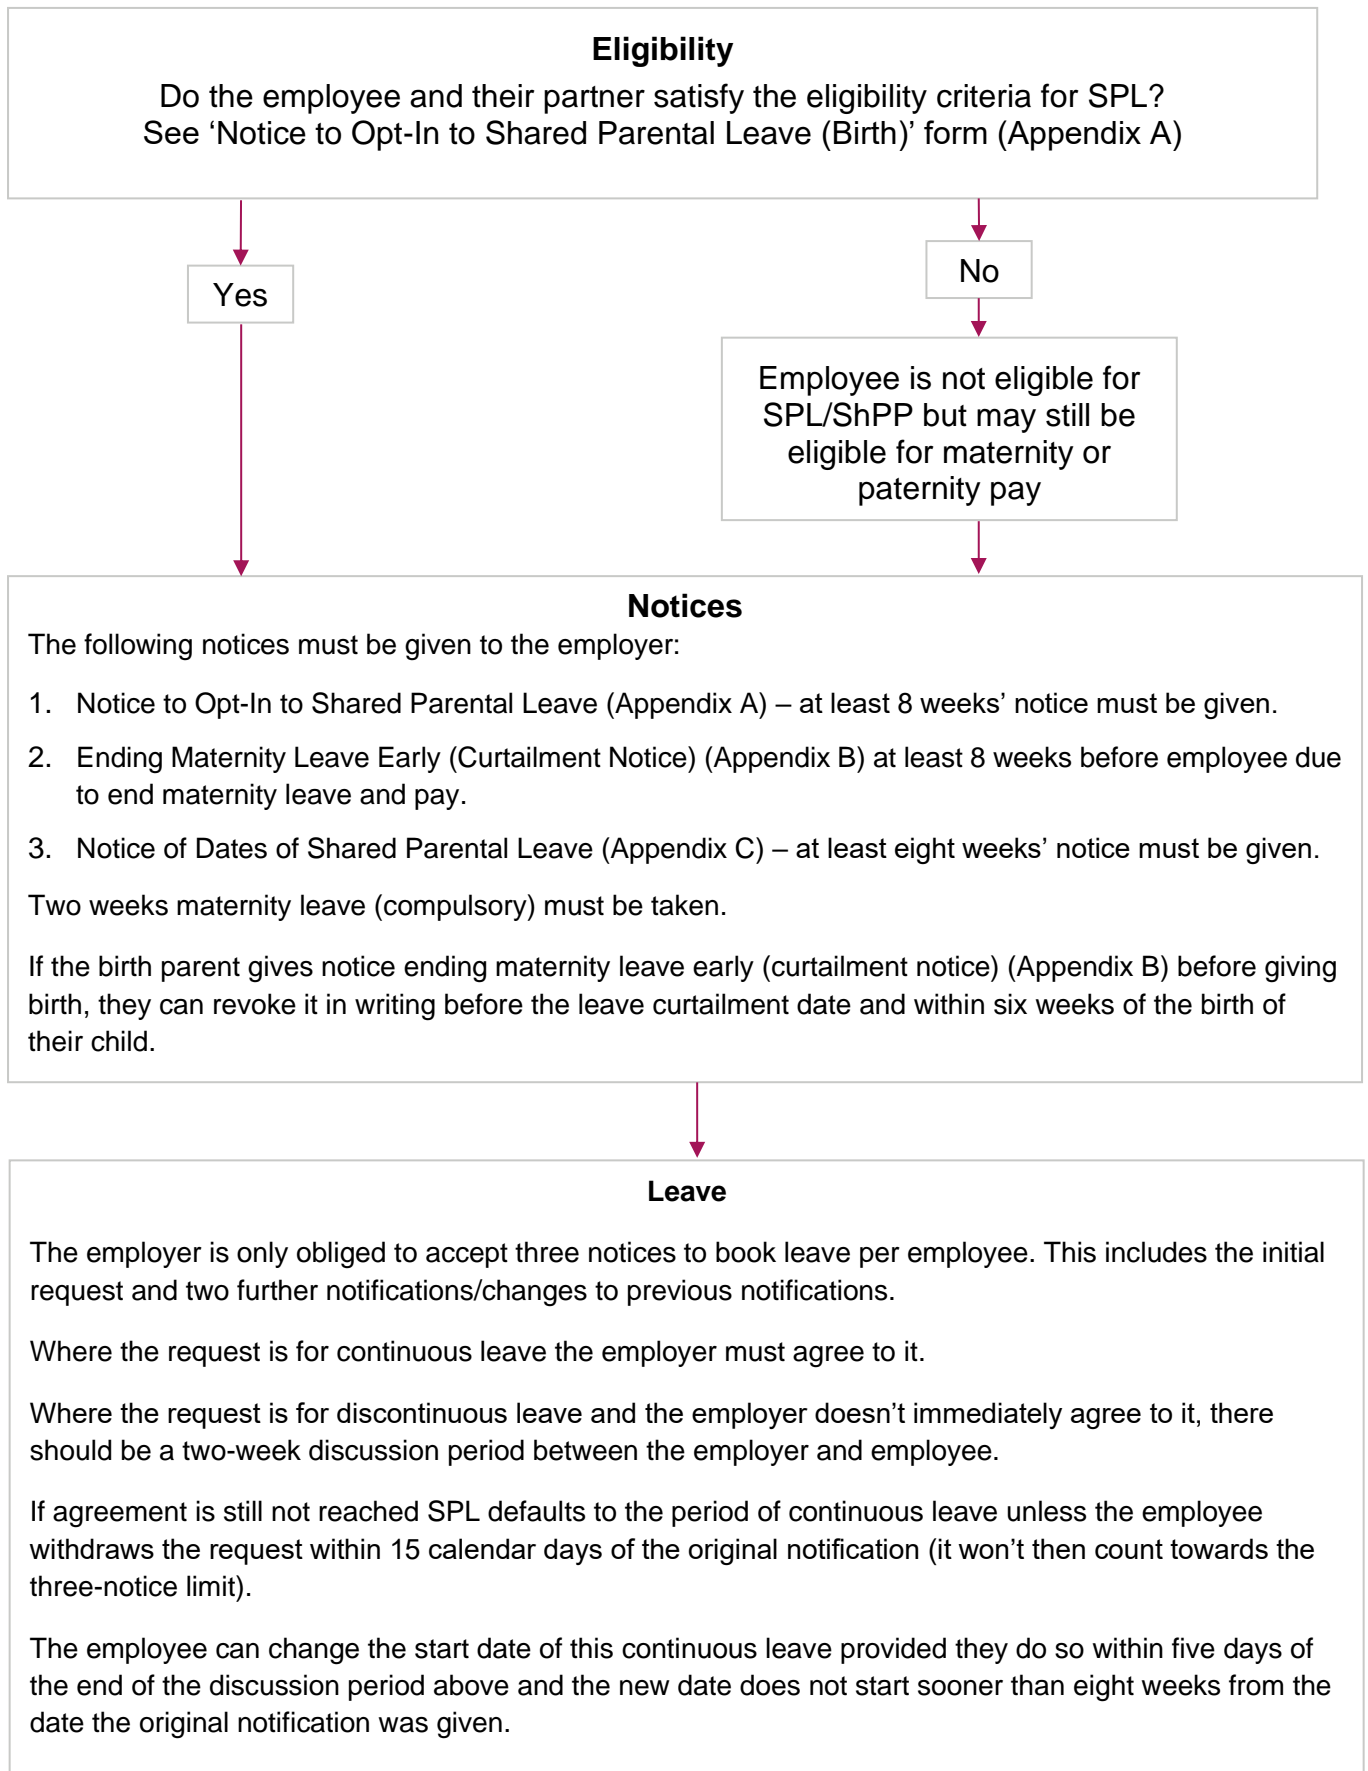 Eligibility
Do the employee and their partner satisfy the eligibility criteria for SPL?
See ‘Notice to Opt-In to Shared Parental Leave (Birth)’ form (Appendix A)
Yes
No
Employee is not eligible for
SPL/ShPP but may still be
eligible for maternity or
paternity pay
Notices
The following notices must be given to the employer:
1. Notice to Opt-In to Shared Parental Leave (Appendix A) – at least 8 weeks’ notice must be given.
2. Ending Maternity Leave Early (Curtailment Notice) (Appendix B) at least 8 weeks before employee due
to end maternity leave and pay.
3. Notice of Dates of Shared Parental Leave (Appendix C) – at least eight weeks’ notice must be given.
Two weeks maternity leave (compulsory) must be taken.
If the birth parent gives notice ending maternity leave early (curtailment notice) (Appendix B) before giving
birth, they can revoke it in writing before the leave curtailment date and within six weeks of the birth of
their child.
Leave
The employer is only obliged to accept three notices to book leave per employee. This includes the initial
request and two further notifications/changes to previous notifications.
Where the request is for continuous leave the employer must agree to it.
Where the request is for discontinuous leave and the employer doesn’t immediately agree to it, there
should be a two-week discussion period between the employer and employee.
If agreement is still not reached SPL defaults to the period of continuous leave unless the employee
withdraws the request within 15 calendar days of the original notification (it won’t then count towards the
three-notice limit).
The employee can change the start date of this continuous leave provided they do so within five days of
the end of the discussion period above and the new date does not start sooner than eight weeks from the
date the original notification was given.